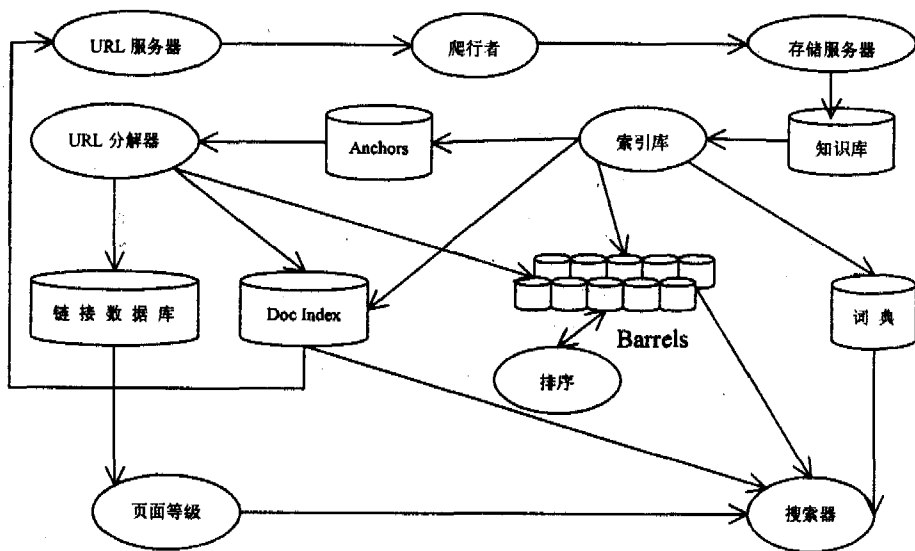 URL 服务器
爬行者
存储服务器
URL 分解器
Anchors
索引库
知识库
链接数据库
Doc Index
Barrels
词典
排序
页面等级
搜索器